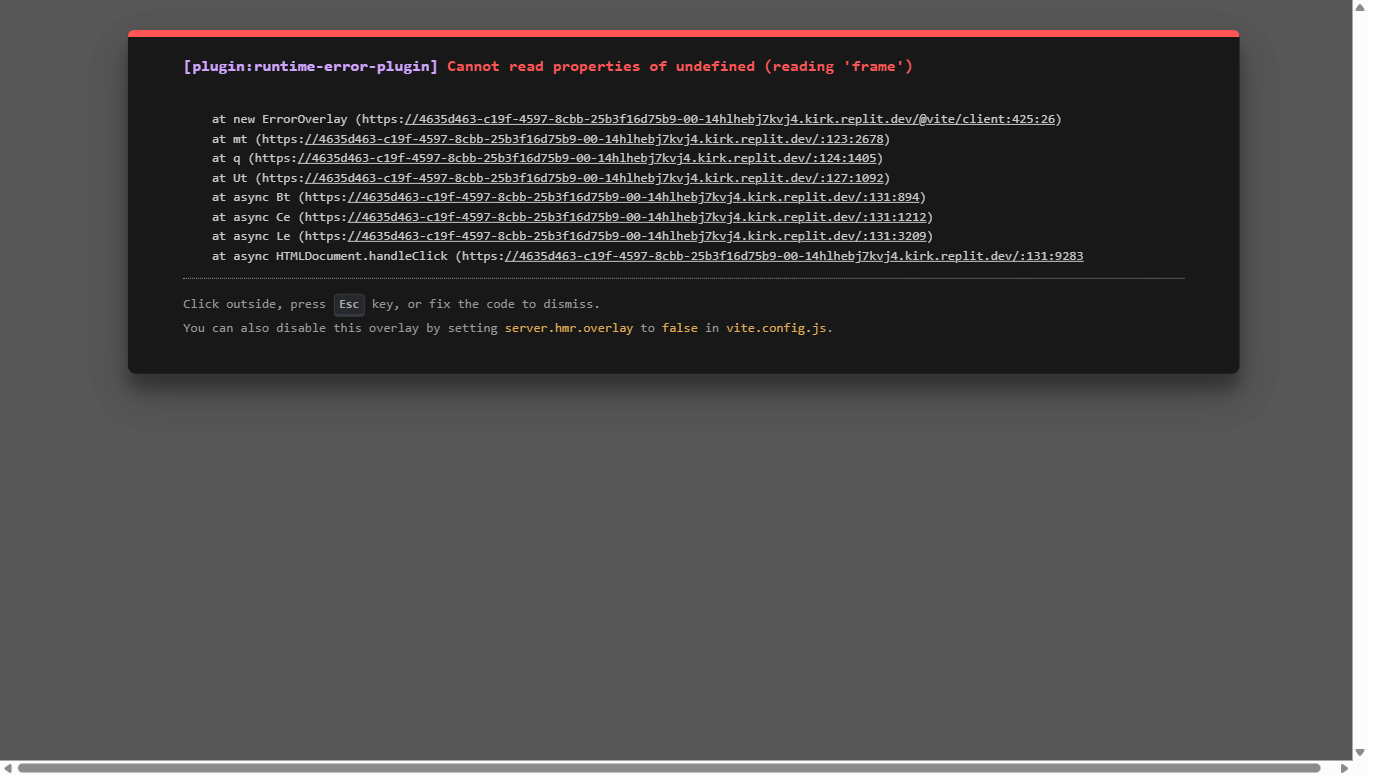 [plugin:runtime-error-plugin] Cannot read properties of undefined (reading 'frame')
at new ErrorOverlay (https://4635d463-c19f-4597-8cbb-25b3f16d75b9-00-14hlhebj7kvj4.kirk.replit.dev/@vite/client:425:26)
at mt (https://4635d463-c19f-4597-8cbb-25b3f16d75b9-00-14hlhebj7kvj4.kirk.replit.dev/:123:2678)
at q (https://4635d463-c19f-4597-8cbb-25b3f16d75b9-00-14hlhebj7kvj4.kirk.replit.dev/:124:1405)
at Ut (https://4635d463-c19f-4597-8cbb-25b3f16d75b9-00-14hlhebj7kvj4.kirk.replit.dev/:127:1092)
at async Bt (https://4635d463-c19f-4597-8cbb-25b3f16d75b9-00-14hlhebj7kvj4.kirk.replit.dev/:131:894)
at async Ce (https://4635d463-c19f-4597-8cbb-25b3f16d75b9-00-14hlhebj7kvj4.kirk.replit.dev/:131:1212)
at async Le (https://4635d463-c19f-4597-8cbb-25b3f16d75b9-00-14hlhebj7kvj4.kirk.replit.dev/:131:3209)
at async HTMLDocument.handleClick (https://4635d463-c19f-4597-8cbb-25b3f16d75b9-00-14hlhebj7kvj4.kirk.replit.dev/:131:9283
Click outside, press Esc key, or fix the code to dismiss.
You can also disable this overlay by setting server.hmr.overlay to false in vite.config.js.